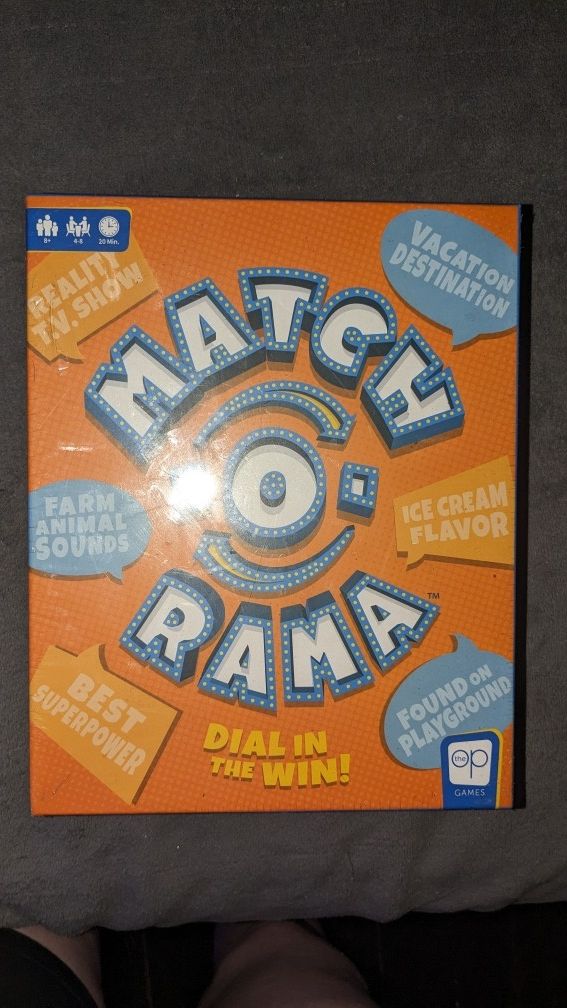 8+
4-8
20 Min.
REALITY
T.V. SHOW
VACATION
DESTINATION
MATCH
·O·
RAMA™
FARM
ANIMAL
SOUNDS
ICE CREAM
FLAVOR
BEST
SUPERPOWER
FOUND ON
PLAYGROUND
DIAL IN
THE WIN!
the op
GAMES